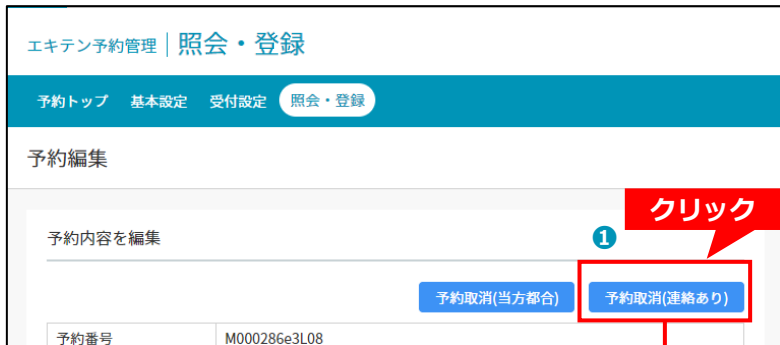 エキテン予約管理|照会・登録
予約トップ 基本設定 受付設定 照会・登録
予約編集
クリック
予約内容を編集 ❶
予約取消(当方都合) 予約取消(連絡あり)
予約番号 M000286e3L08